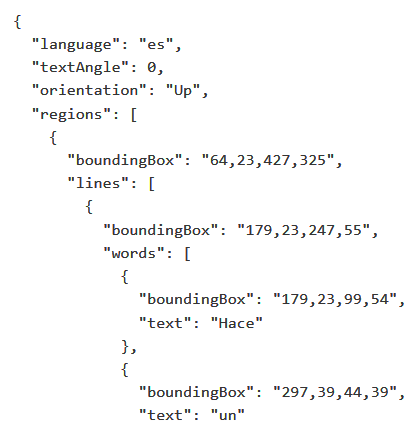 {
  "language": "es",
  "textAngle": 0,
  "orientation": "Up",
  "regions": [
    {
      "boundingBox": "64,23,427,325",
      "lines": [
        {
          "boundingBox": "179,23,247,55",
          "words": [
            {
              "boundingBox": "179,23,99,54",
              "text": "Hace"
            },
            {
              "boundingBox": "297,39,44,39",
              "text": "un"